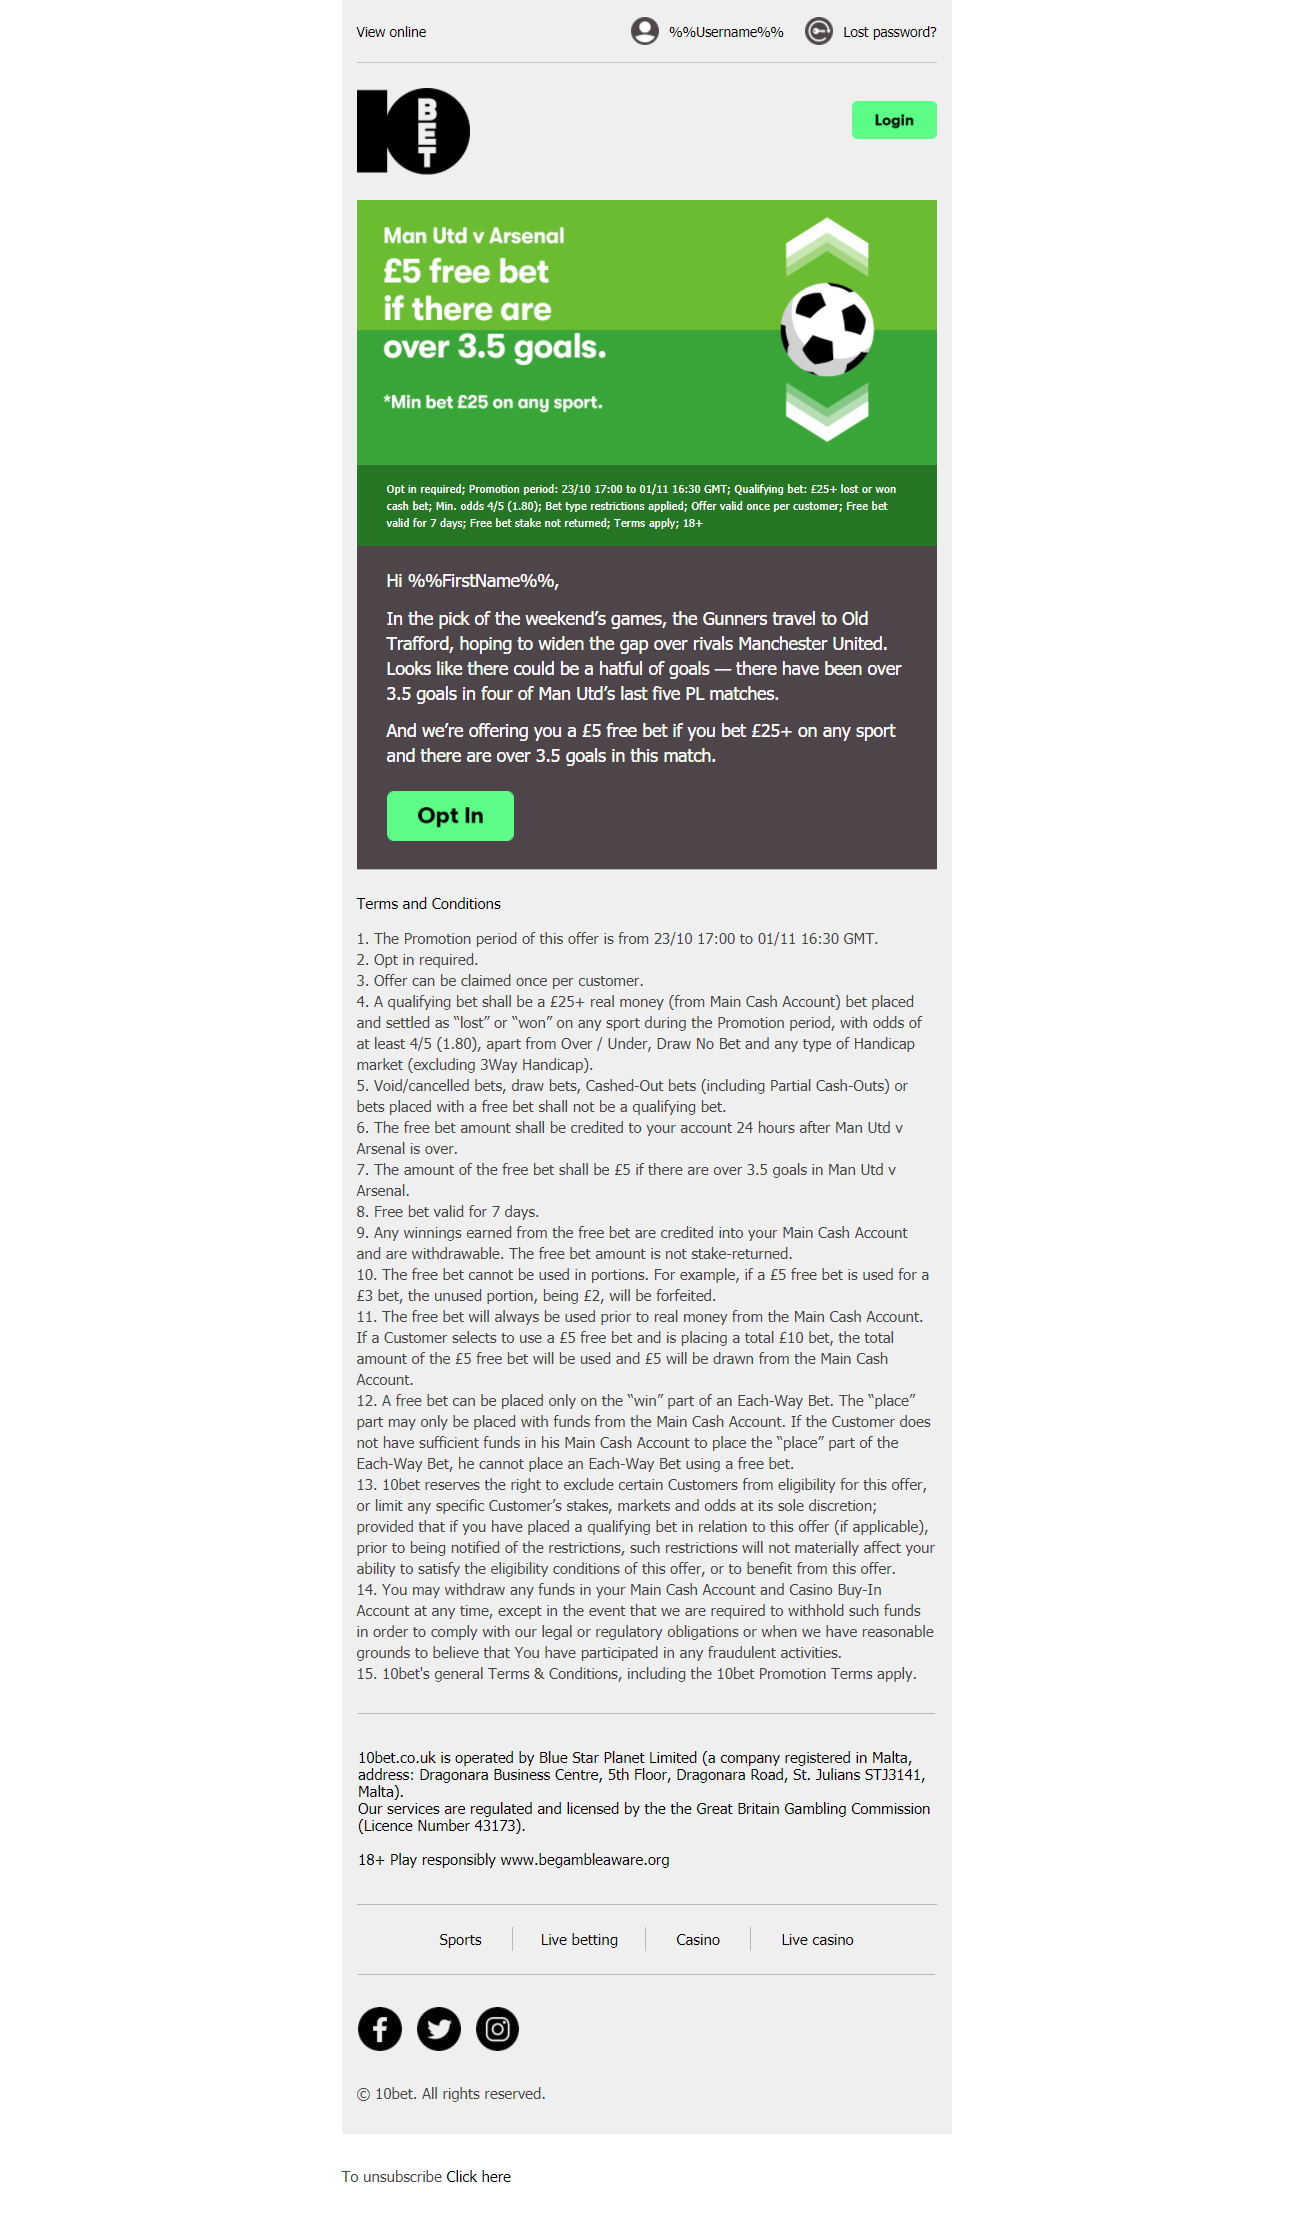 View online
%%Username%%
Lost password?
10 BET
Login
Man Utd v Arsenal
£5 free bet
if there are
over 3.5 goals.
*Min bet £25 on any sport.
Opt in required; Promotion period: 23/10 17:00 to 01/11 16:30 GMT; Qualifying bet: £25+ lost or won
cash bet; Min. odds 4/5 (1.80); Bet type restrictions applied; Offer valid once per customer; Free bet
valid for 7 days; Free bet stake not returned; Terms apply; 18+
Hi %%FirstName%%,
In the pick of the weekend’s games, the Gunners travel to Old
Trafford, hoping to widen the gap over rivals Manchester United.
Looks like there could be a hatful of goals — there have been over
3.5 goals in four of Man Utd’s last five PL matches.
And we’re offering you a £5 free bet if you bet £25+ on any sport
and there are over 3.5 goals in this match.
Opt In
Terms and Conditions
1. The Promotion period of this offer is from 23/10 17:00 to 01/11 16:30 GMT.
2. Opt in required.
3. Offer can be claimed once per customer.
4. A qualifying bet shall be a £25+ real money (from Main Cash Account) bet placed
and settled as “lost” or “won” on any sport during the Promotion period, with odds of
at least 4/5 (1.80), apart from Over / Under, Draw No Bet and any type of Handicap
market (excluding 3Way Handicap).
5. Void/cancelled bets, draw bets, Cashed-Out bets (including Partial Cash-Outs) or
bets placed with a free bet shall not be a qualifying bet.
6. The free bet amount shall be credited to your account 24 hours after Man Utd v
Arsenal is over.
7. The amount of the free bet shall be £5 if there are over 3.5 goals in Man Utd v
Arsenal.
8. Free bet valid for 7 days.
9. Any winnings earned from the free bet are credited into your Main Cash Account
and are withdrawable. The free bet amount is not stake-returned.
10. The free bet cannot be used in portions. For example, if a £5 free bet is used for a
£3 bet, the unused portion, being £2, will be forfeited.
11. The free bet will always be used prior to real money from the Main Cash Account.
If a Customer selects to use a £5 free bet and is placing a total £10 bet, the total
amount of the £5 free bet will be used and £5 will be drawn from the Main Cash
Account.
12. A free bet can be placed only on the “win” part of an Each-Way Bet. The “place”
part may only be placed with funds from the Main Cash Account. If the Customer does
not have sufficient funds in his Main Cash Account to place the “place” part of the
Each-Way Bet, he cannot place an Each-Way Bet using a free bet.
13. 10bet reserves the right to exclude certain Customers from eligibility for this offer,
or limit any specific Customer’s stakes, markets and odds at its sole discretion;
provided that if you have placed a qualifying bet in relation to this offer (if applicable),
prior to being notified of the restrictions, such restrictions will not materially affect your
ability to satisfy the eligibility conditions of this offer, or to benefit from this offer.
14. You may withdraw any funds in your Main Cash Account and Casino Buy-In
Account at any time, except in the event that we are required to withhold such funds
in order to comply with our legal or regulatory obligations or when we have reasonable
grounds to believe that You have participated in any fraudulent activities.
15. 10bet's general Terms & Conditions, including the 10bet Promotion Terms apply.
10bet.co.uk is operated by Blue Star Planet Limited (a company registered in Malta,
address: Dragonara Business Centre, 5th Floor, Dragonara Road, St. Julians STJ3141,
Malta).
Our services are regulated and licensed by the the Great Britain Gambling Commission
(Licence Number 43173).
18+ Play responsibly www.begambleaware.org
Sports
Live betting
Casino
Live casino
© 10bet. All rights reserved.
To unsubscribe Click here